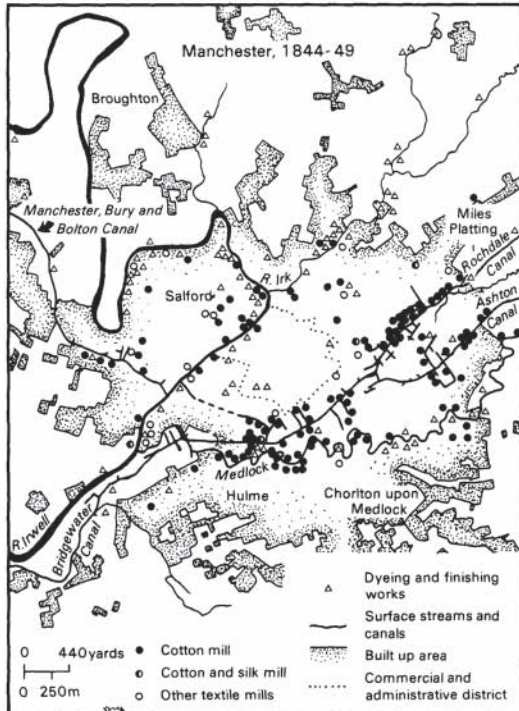 Manchester, 1844-49
Broughton
Manchester, Bury and
Bolton Canal
Miles
Platting
Rochdale
Canal
R. Irk
Salford
Ashton
Canal
Medlock
Hulme
Chorlton upon
Medlock
R. Irwell
Bridgewater
Canal
0 440yards
0 250m
Cotton mill
Cotton and silk mill
Other textile mills
Dyeing and finishing
works
Surface streams and
canals
Built up area
Commercial and
administrative district